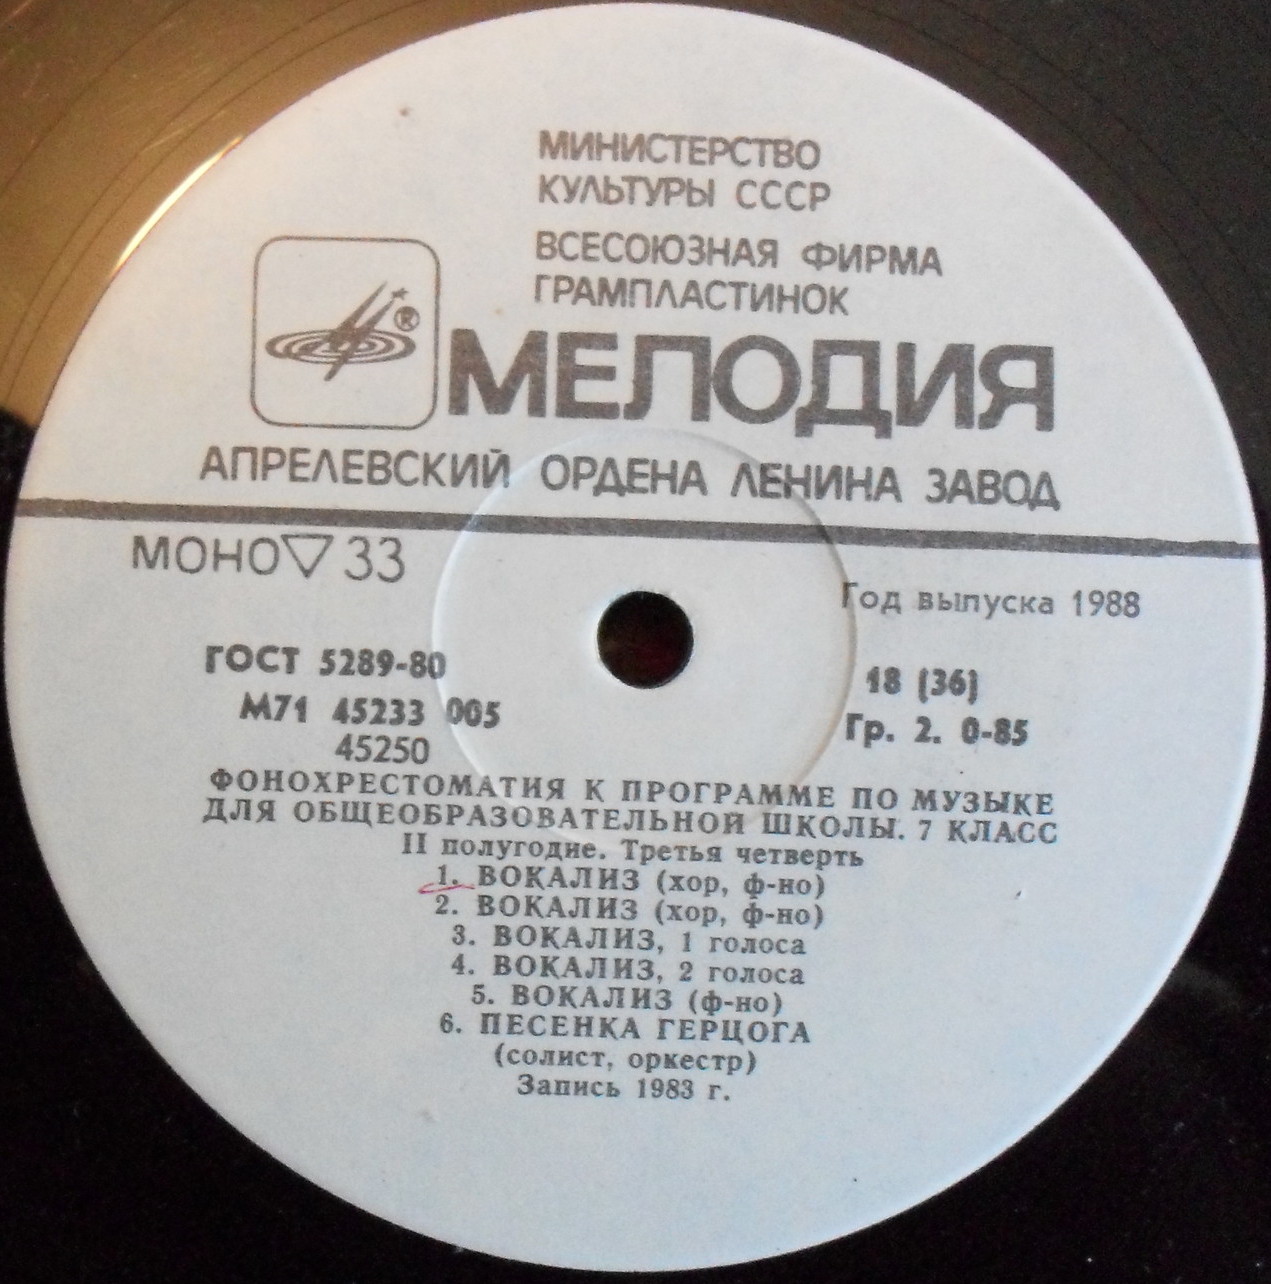 МИНИСТЕРСТВО
КУЛЬТУРЫ СССР
ВСЕСОЮЗНАЯ ФИРМА
ГРАМПЛАСТИНОК
®
МЕЛОДИЯ
АПРЕЛЕВСКИЙ ОРДЕНА ЛЕНИНА ЗАВОД
МОНО ▽ 33
Год выпуска 1988
ГОСТ 5289-80
18 (36)
М71 45233 005
Гр. 2. 0-85
45250
ФОНОХРЕСТОМАТИЯ К ПРОГРАММЕ ПО МУЗЫКЕ
ДЛЯ ОБЩЕОБРАЗОВАТЕЛЬНОЙ ШКОЛЫ. 7 КЛАСС
II полугодие. Третья четверть
1. ВОКАЛИЗ (хор, ф-но)
2. ВОКАЛИЗ (хор, ф-но)
3. ВОКАЛИЗ, 1 голоса
4. ВОКАЛИЗ, 2 голоса
5. ВОКАЛИЗ (ф-но)
6. ПЕСЕНКА ГЕРЦОГА
(солист, оркестр)
Запись 1983 г.